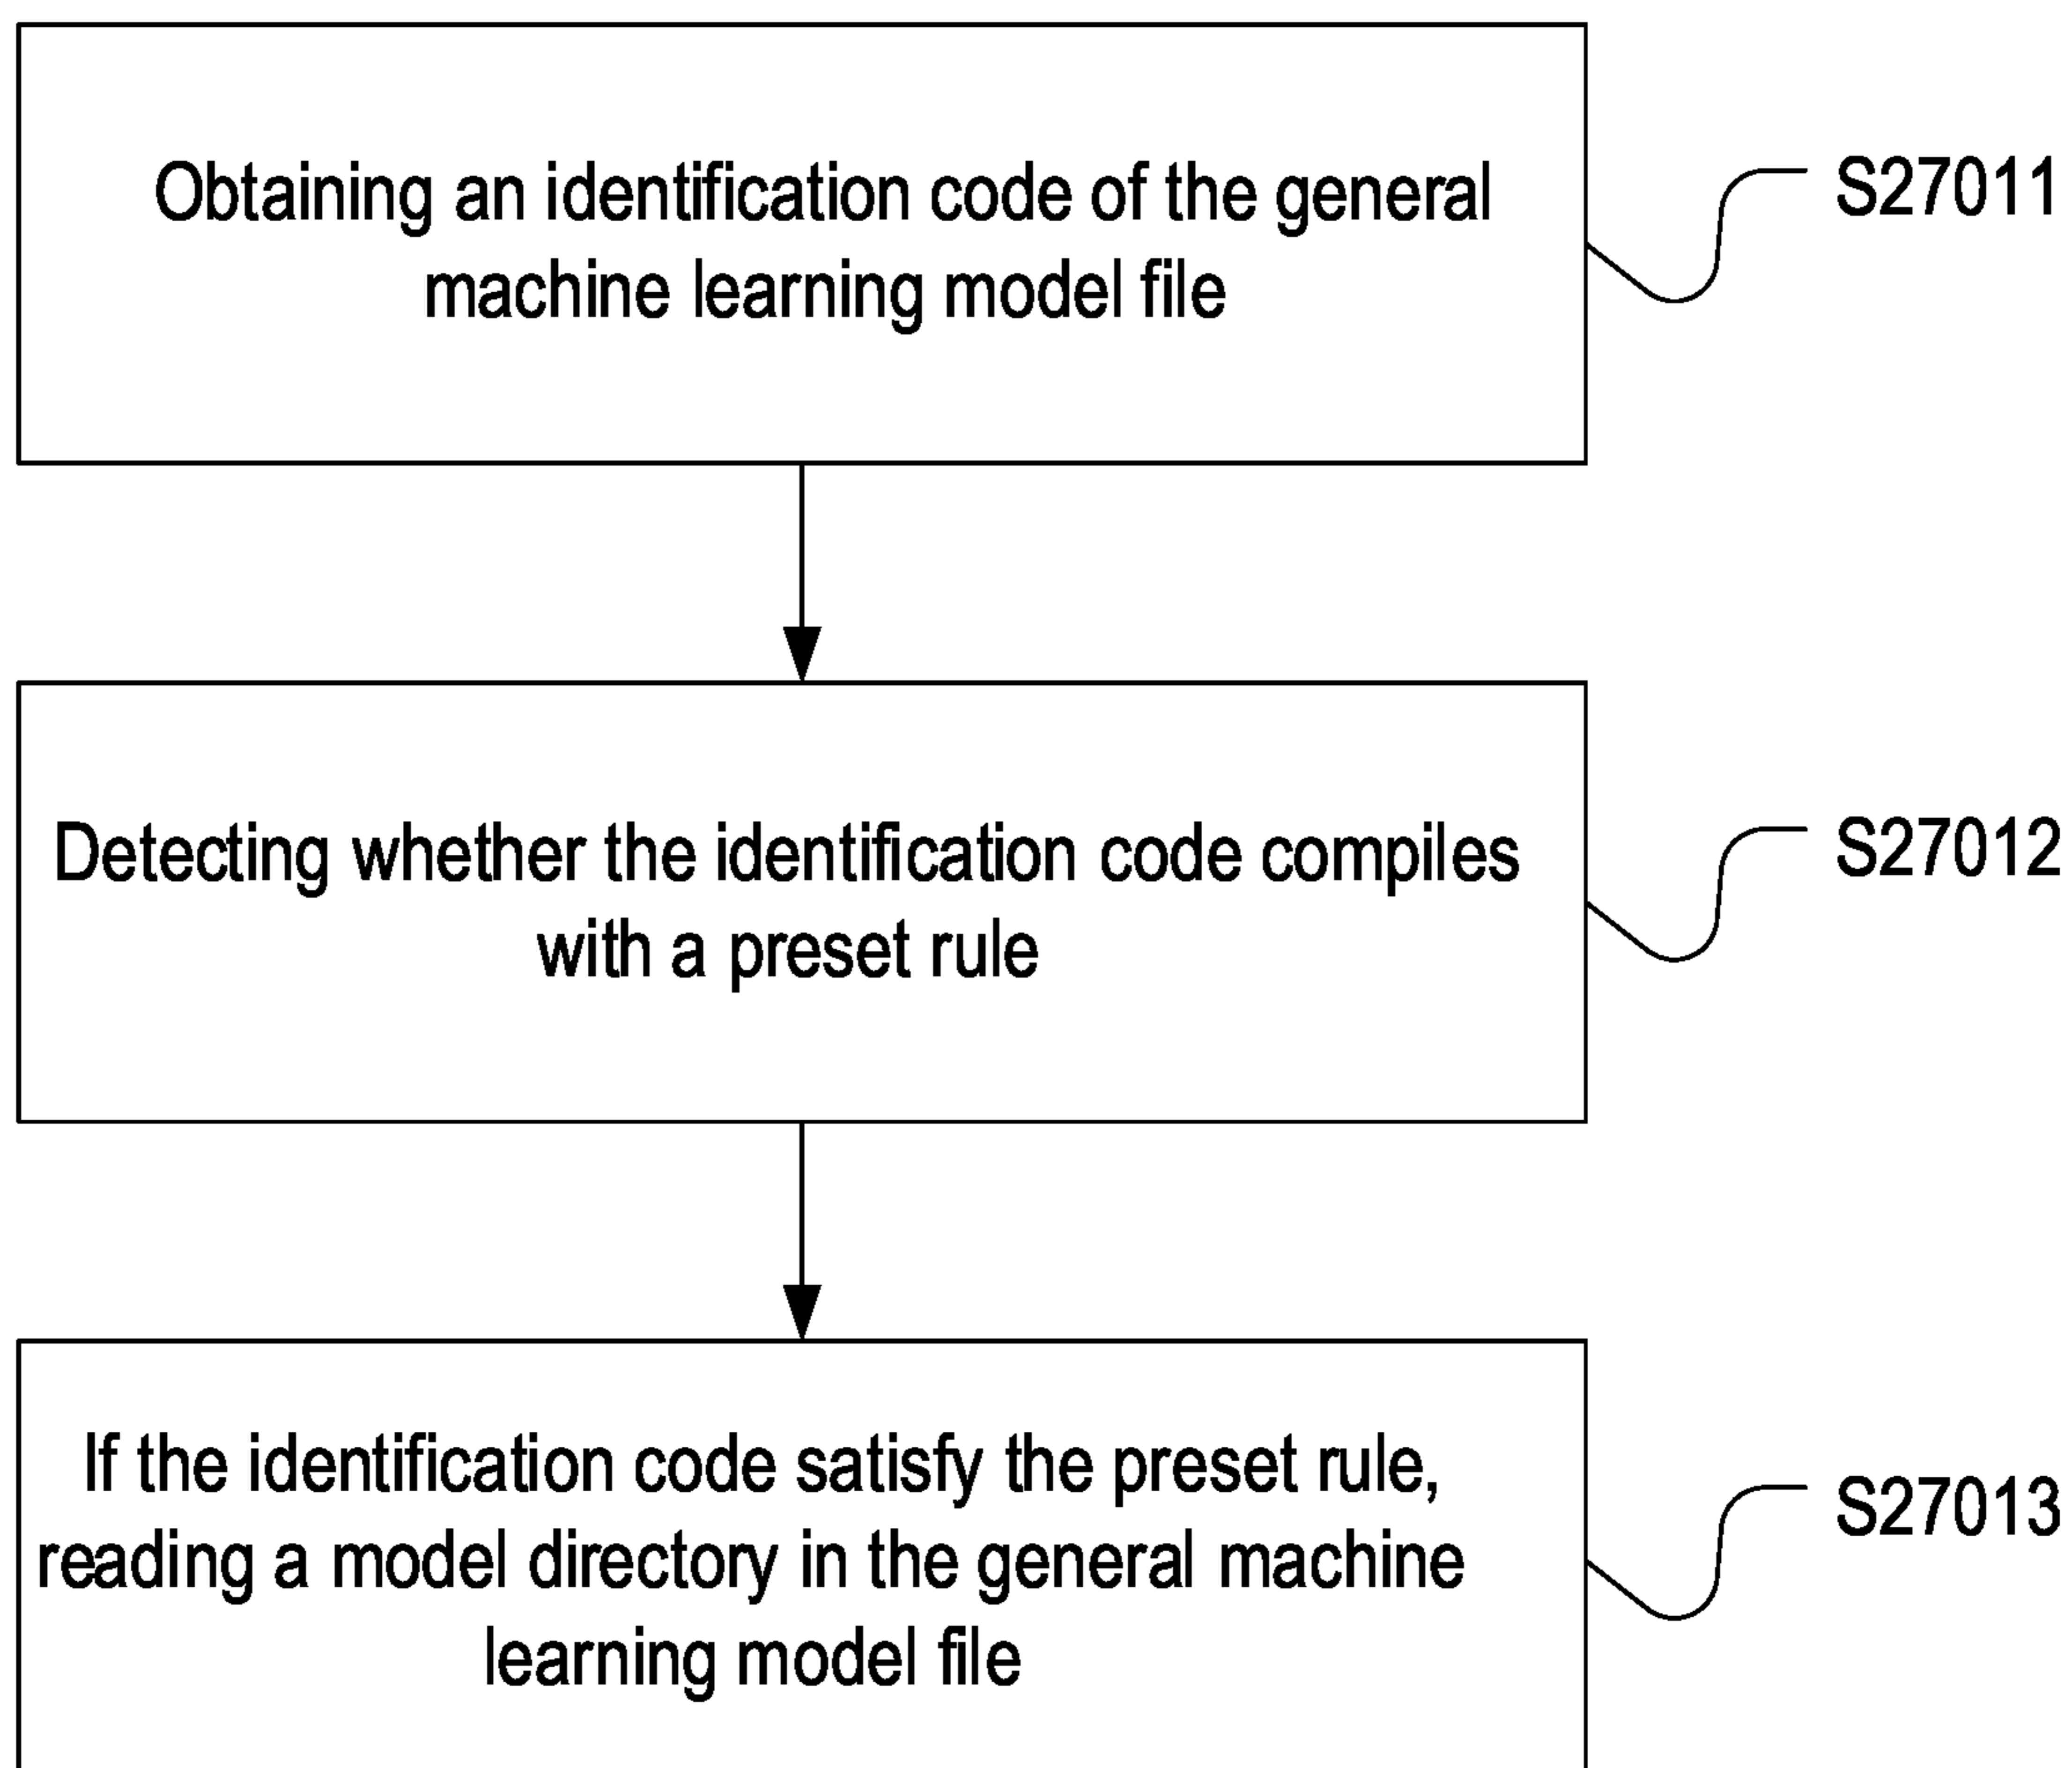 Obtaining an identification code of the general
machine learning model file
S27011
Detecting whether the identification code compiles
with a preset rule
S27012
If the identification code satisfy the preset rule,
reading a model directory in the general machine
learning model file
S27013